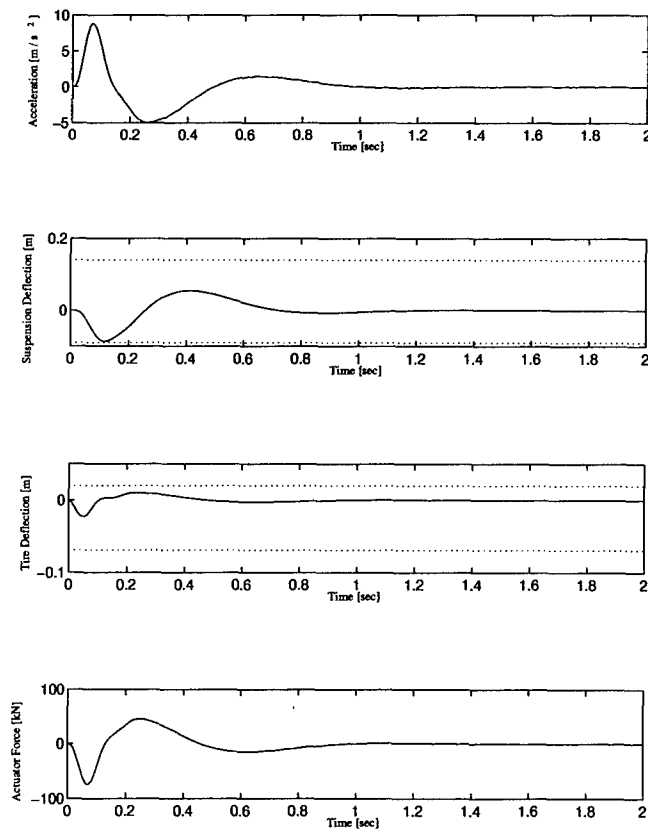 10
5
0
−5
Acceleration [m / s ²]
0 0.2 0.4 0.6 0.8 1 1.2 1.4 1.6 1.8 2
Time [sec}
0.2
0
Suspension Deflection [m]
0 0.2 0.4 0.6 0.8 1 1.2 1.4 1.6 1.8 2
Time [sec]
0
−0.1
Tire Deflection [m]
0 0.2 0.4 0.6 0.8 1 1.2 1.4 1.6 1.8 2
Time [sec}
100
0
−100
Actuator Force [kN]
0 0.2 0.4 0.6 0.8 1 1.2 1.4 1.6 1.8 2
Time [sec}